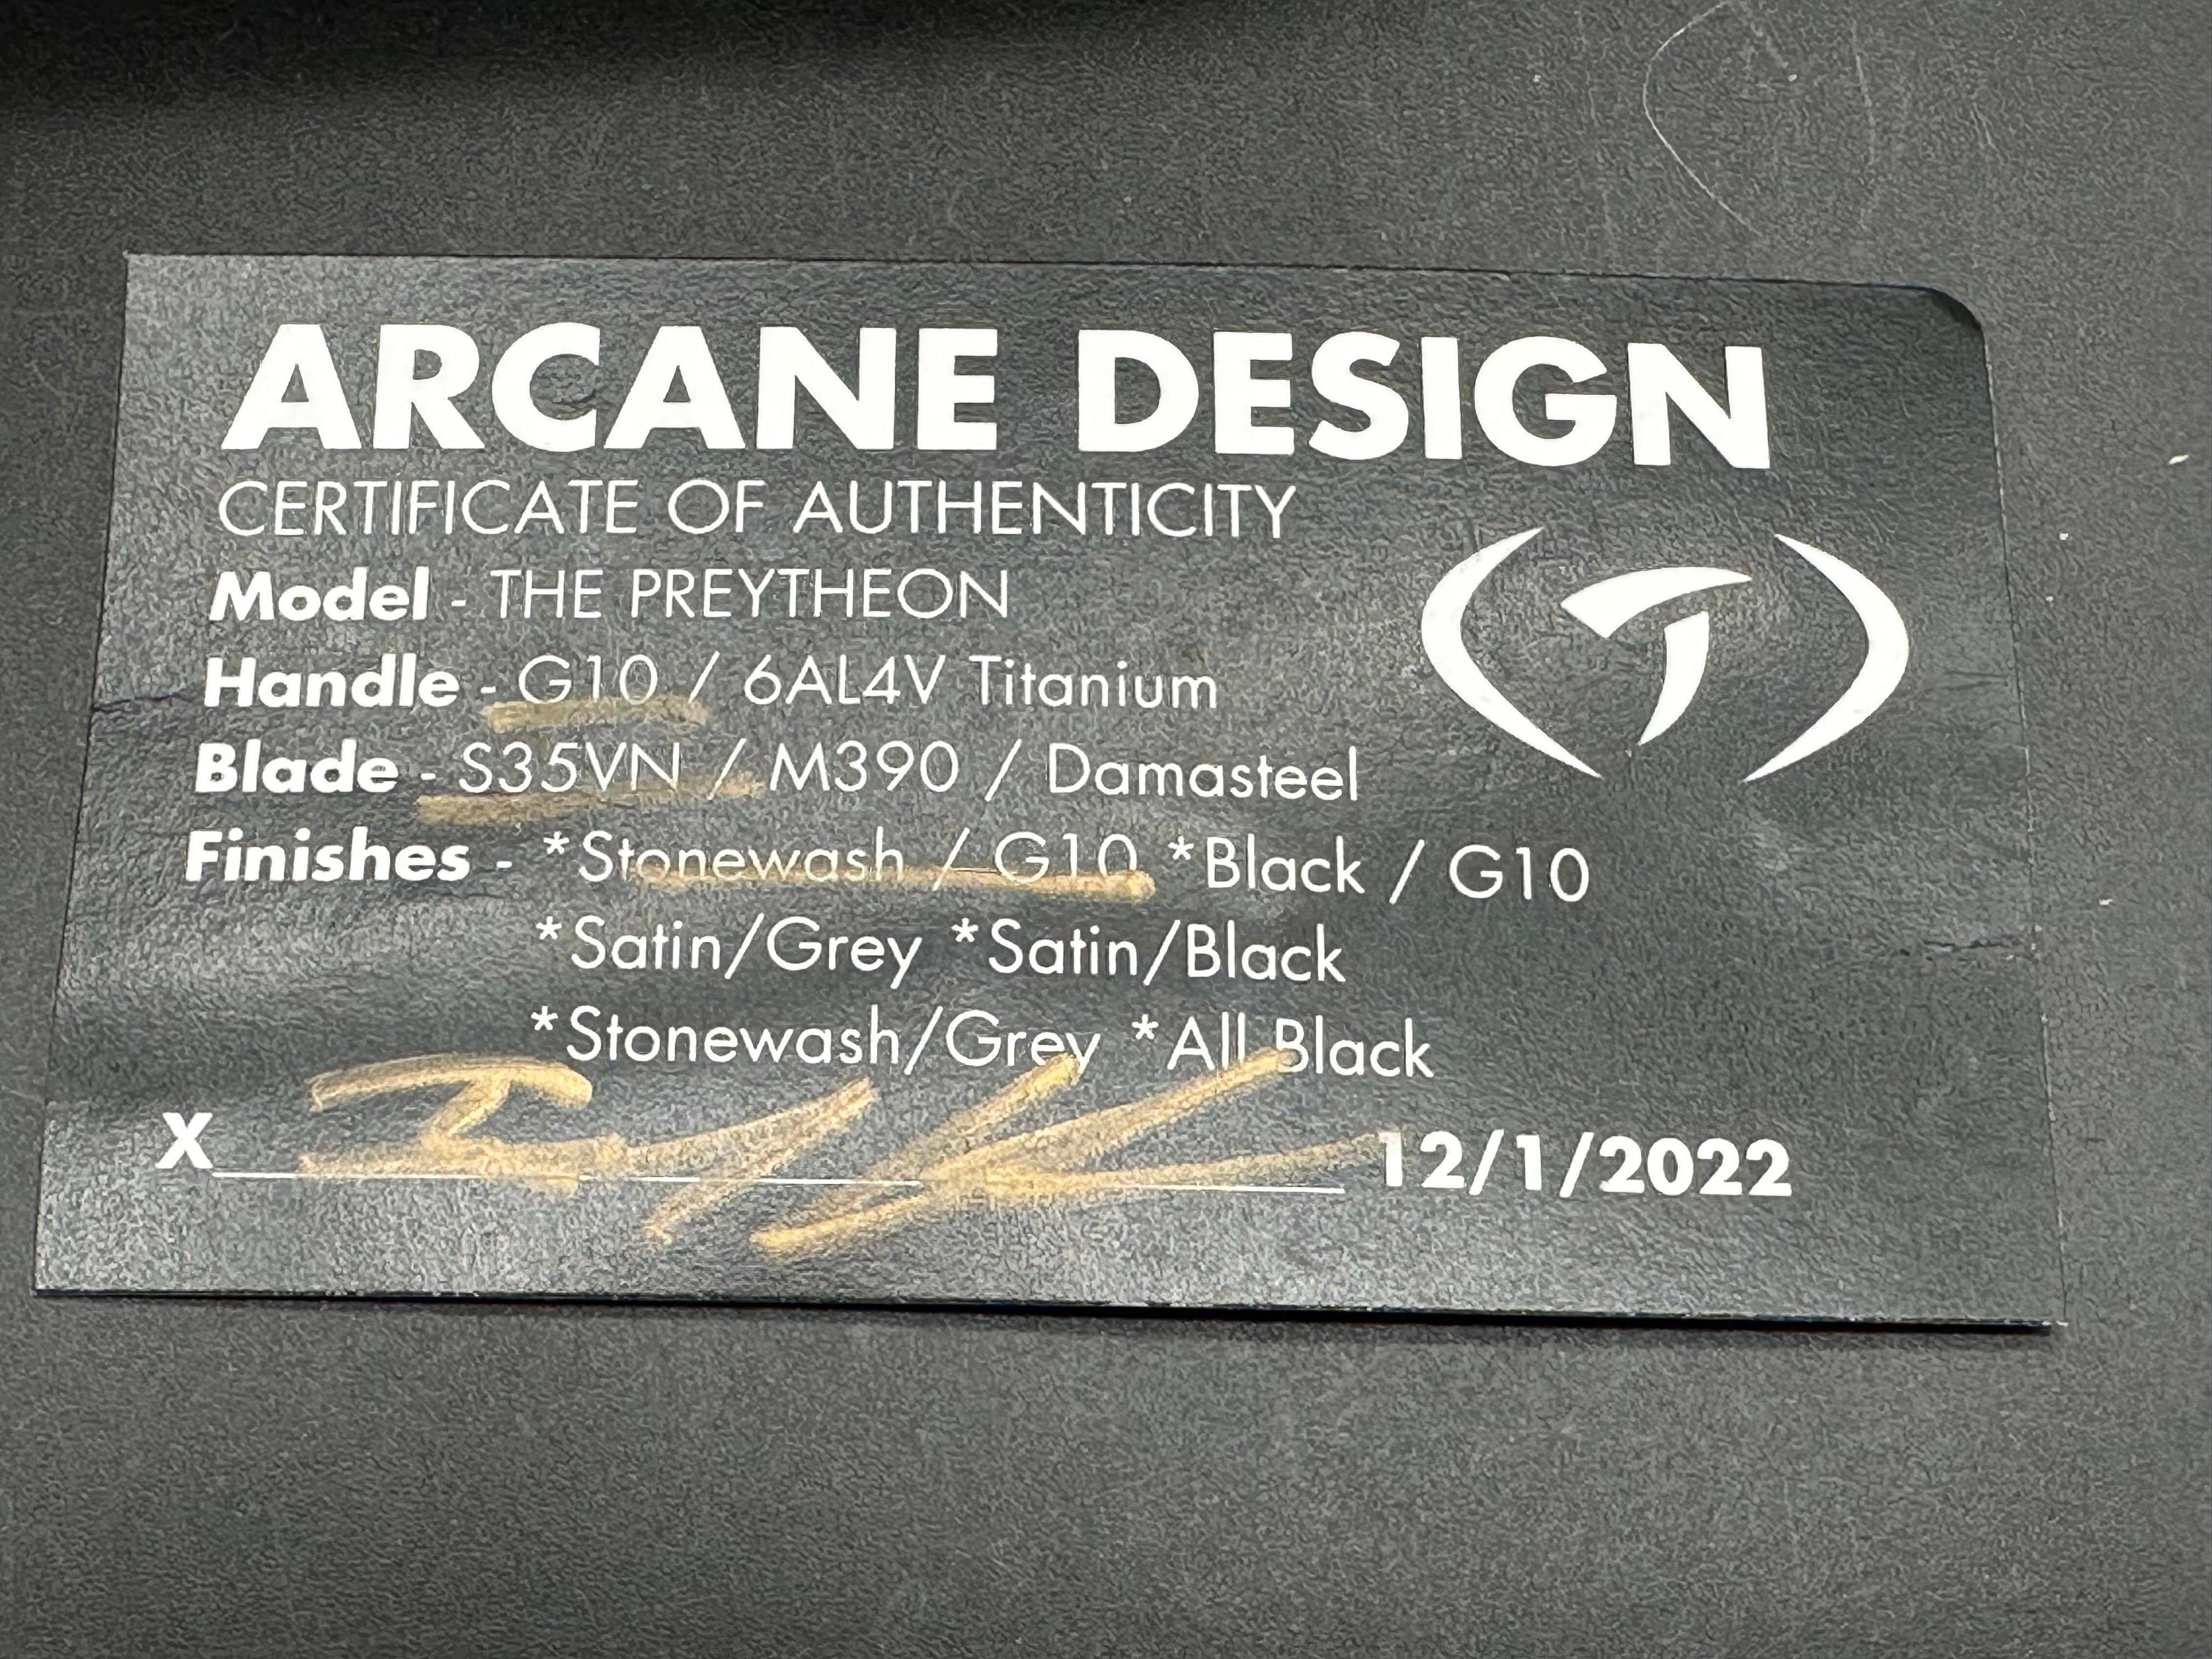 ARCANE DESIGN
CERTIFICATE OF AUTHENTICITY
Model - THE PREYTHEON
Handle - G10 / 6AL4V Titanium
Blade - S35VN / M390 / Damasteel
Finishes - *Stonewash / G10 *Black / G10
*Satin/Grey *Satin/Black
*Stonewash/Grey *All Black
X 12/1/2022